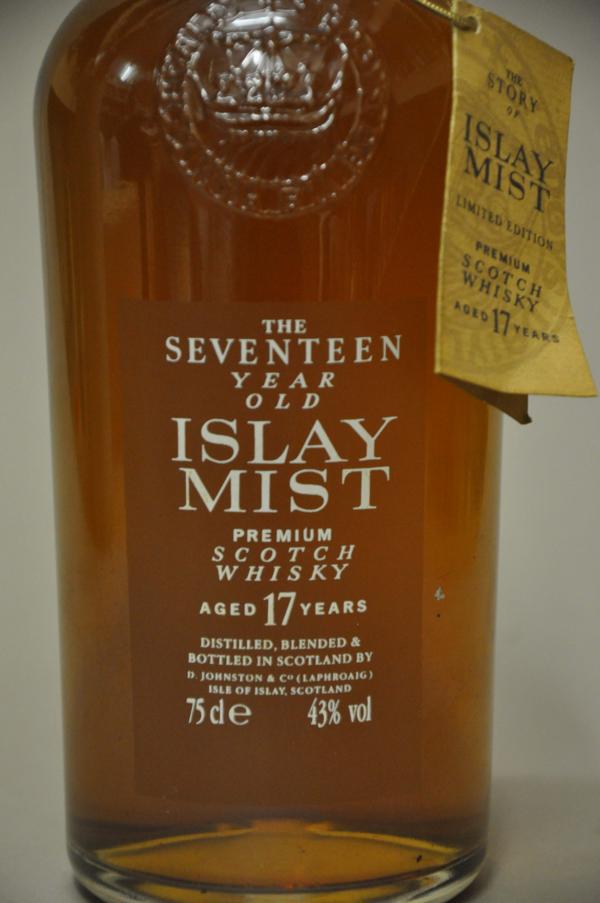 THE
STORY
OF
ISLAY
MIST
LIMITED EDITION
PREMIUM
SCOTCH
WHISKY
AGED 17 YEARS
THE
SEVENTEEN
YEAR
OLD
ISLAY
MIST
PREMIUM
SCOTCH
WHISKY
AGED 17 YEARS
DISTILLED, BLENDED &
BOTTLED IN SCOTLAND BY
D. JOHNSTON & Cº (LAPHROAIG)
ISLE OF ISLAY, SCOTLAND
75 cl e 43% vol